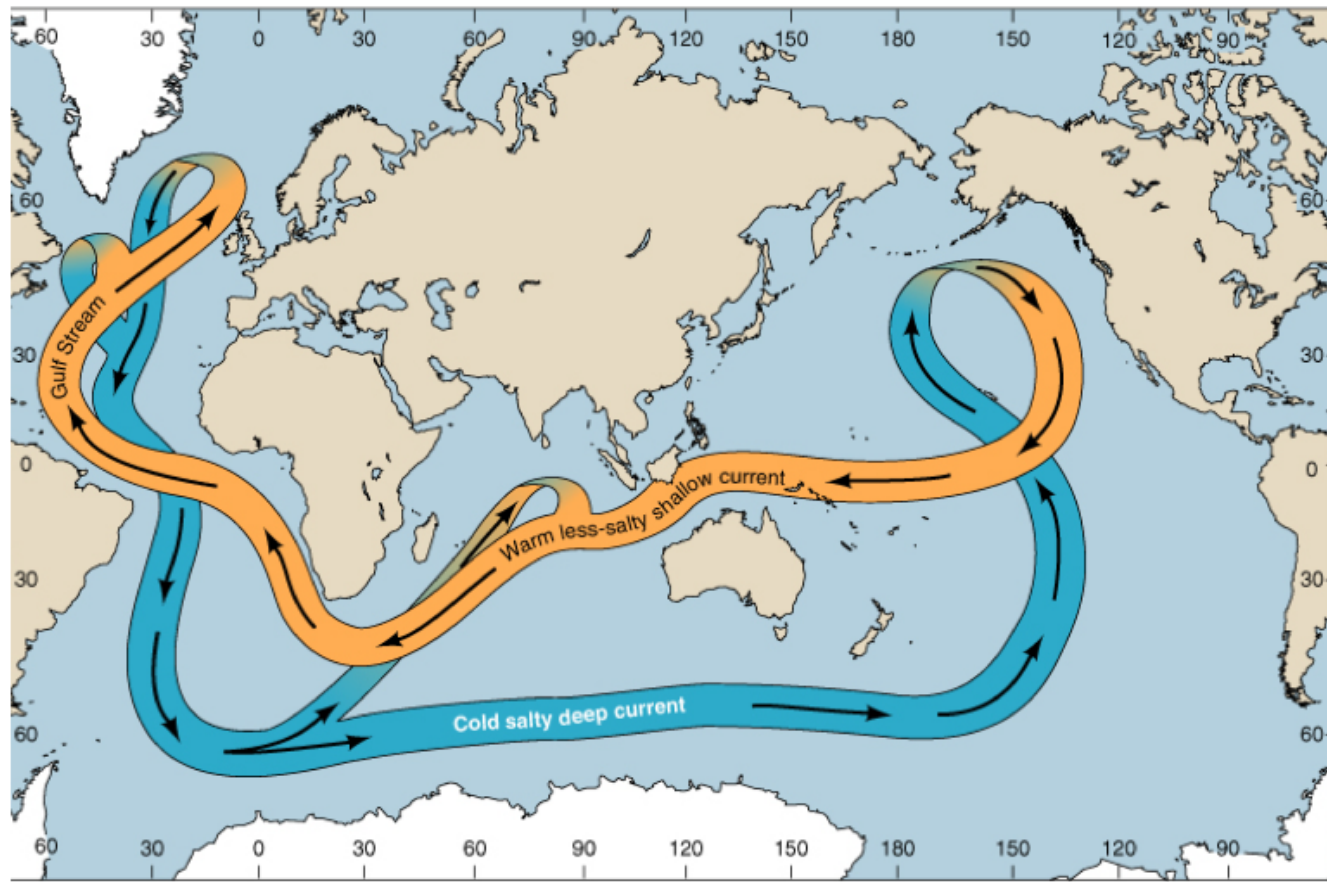 60 30 0 30 60 90 120 150 180 150 120 90
60 60
Gulf Stream
30 30
0 0
Warm less-salty shallow current
30 30
Cold salty deep current
60 60
60 30 0 30 60 90 120 150 180 150 120 90